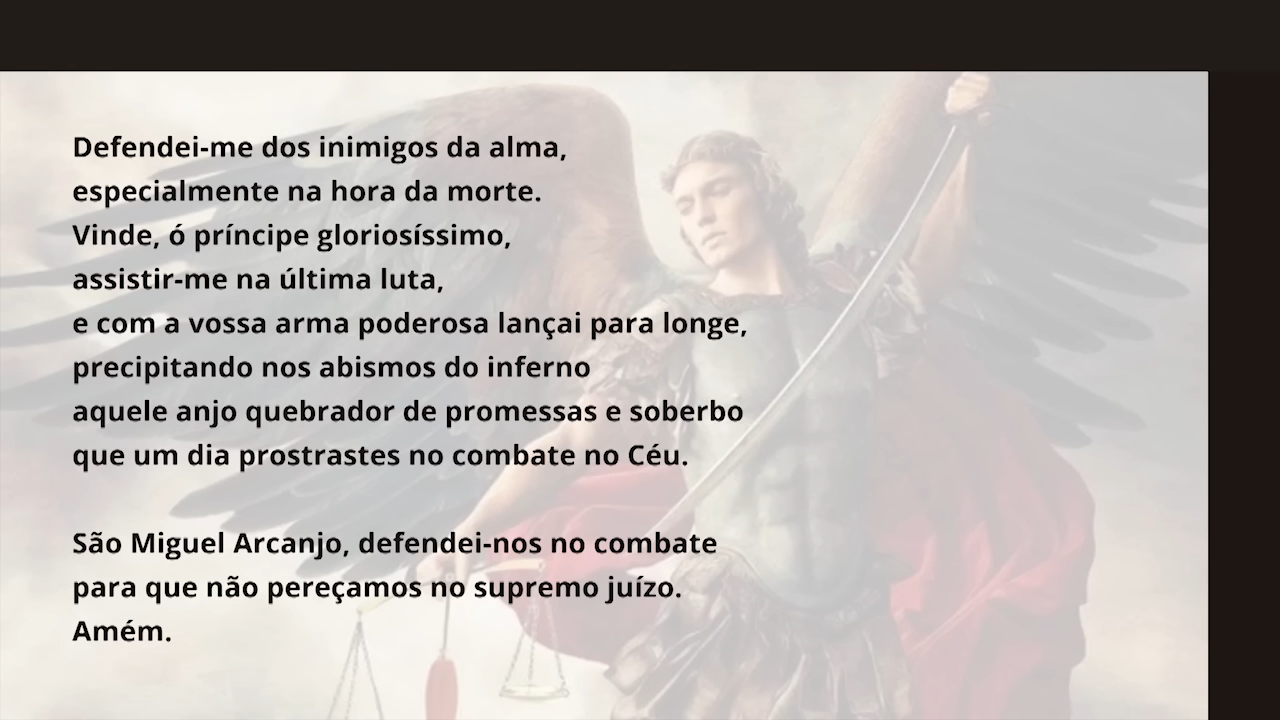 Defendei-me dos inimigos da alma,
especialmente na hora da morte.
Vinde, ó príncipe gloriosíssimo,
assistir-me na última luta,
e com a vossa arma poderosa lançai para longe,
precipitando nos abismos do inferno
aquele anjo quebrador de promessas e soberbo
que um dia prostrastes no combate no Céu.
São Miguel Arcanjo, defendei-nos no combate
para que não pereçamos no supremo juízo.
Amém.